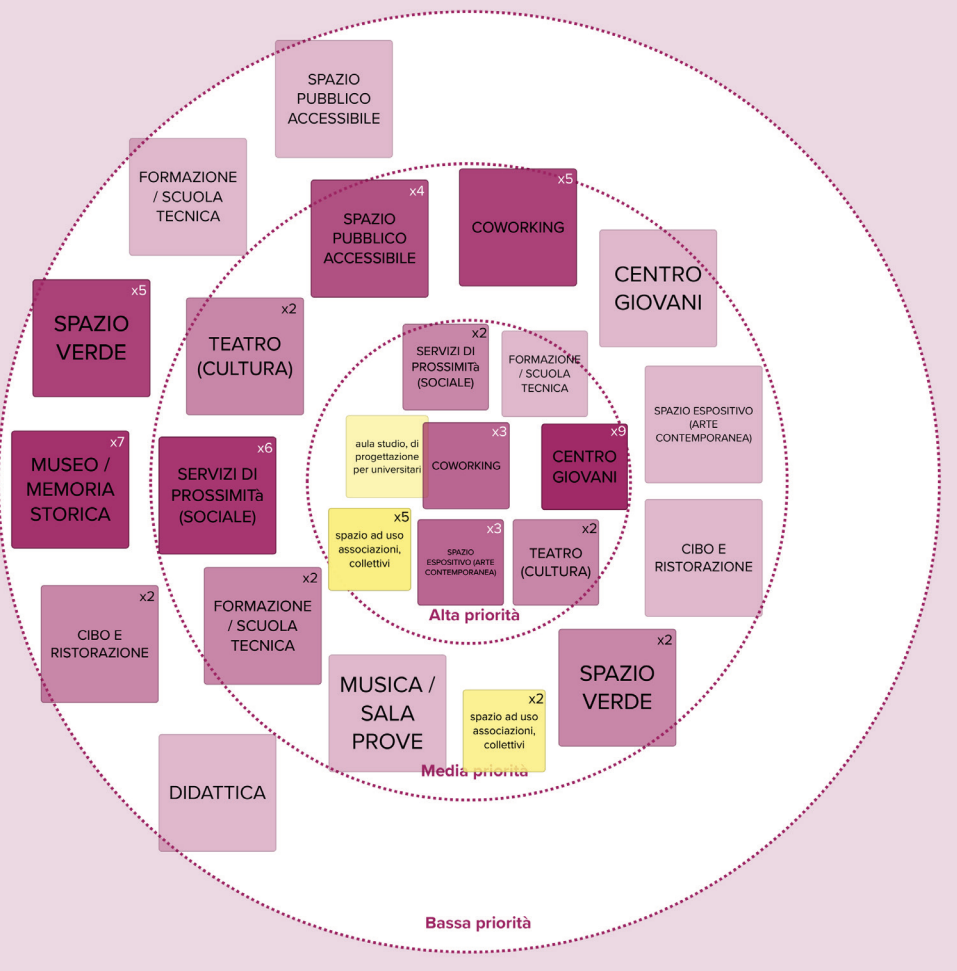 SPAZIO
PUBBLICO
ACCESSIBILE
FORMAZIONE
/ SCUOLA
TECNICA
x4
SPAZIO
PUBBLICO
ACCESSIBILE
x5
COWORKING
CENTRO
GIOVANI
x5
SPAZIO
VERDE
x2
TEATRO
(CULTURA)
x2
SERVIZI DI
PROSSIMITà
(SOCIALE)
FORMAZIONE
/ SCUOLA
TECNICA
SPAZIO ESPOSITIVO
(ARTE
CONTEMPORANEA)
x7
MUSEO /
MEMORIA
STORICA
x6
SERVIZI DI
PROSSIMITà
(SOCIALE)
aula studio, di
progettazione
per universitari
x3
COWORKING
x9
CENTRO
GIOVANI
x5
spazio ad uso
associazioni,
collettivi
x3
SPAZIO
ESPOSITIVO (ARTE
CONTEMPORANEA)
x2
TEATRO
(CULTURA)
CIBO E
RISTORAZIONE
Alta priorità
x2
CIBO E
RISTORAZIONE
x2
FORMAZIONE
/ SCUOLA
TECNICA
MUSICA /
SALA
PROVE
x2
spazio ad uso
associazioni,
collettivi
x2
SPAZIO
VERDE
Media priorità
DIDATTICA
Bassa priorità